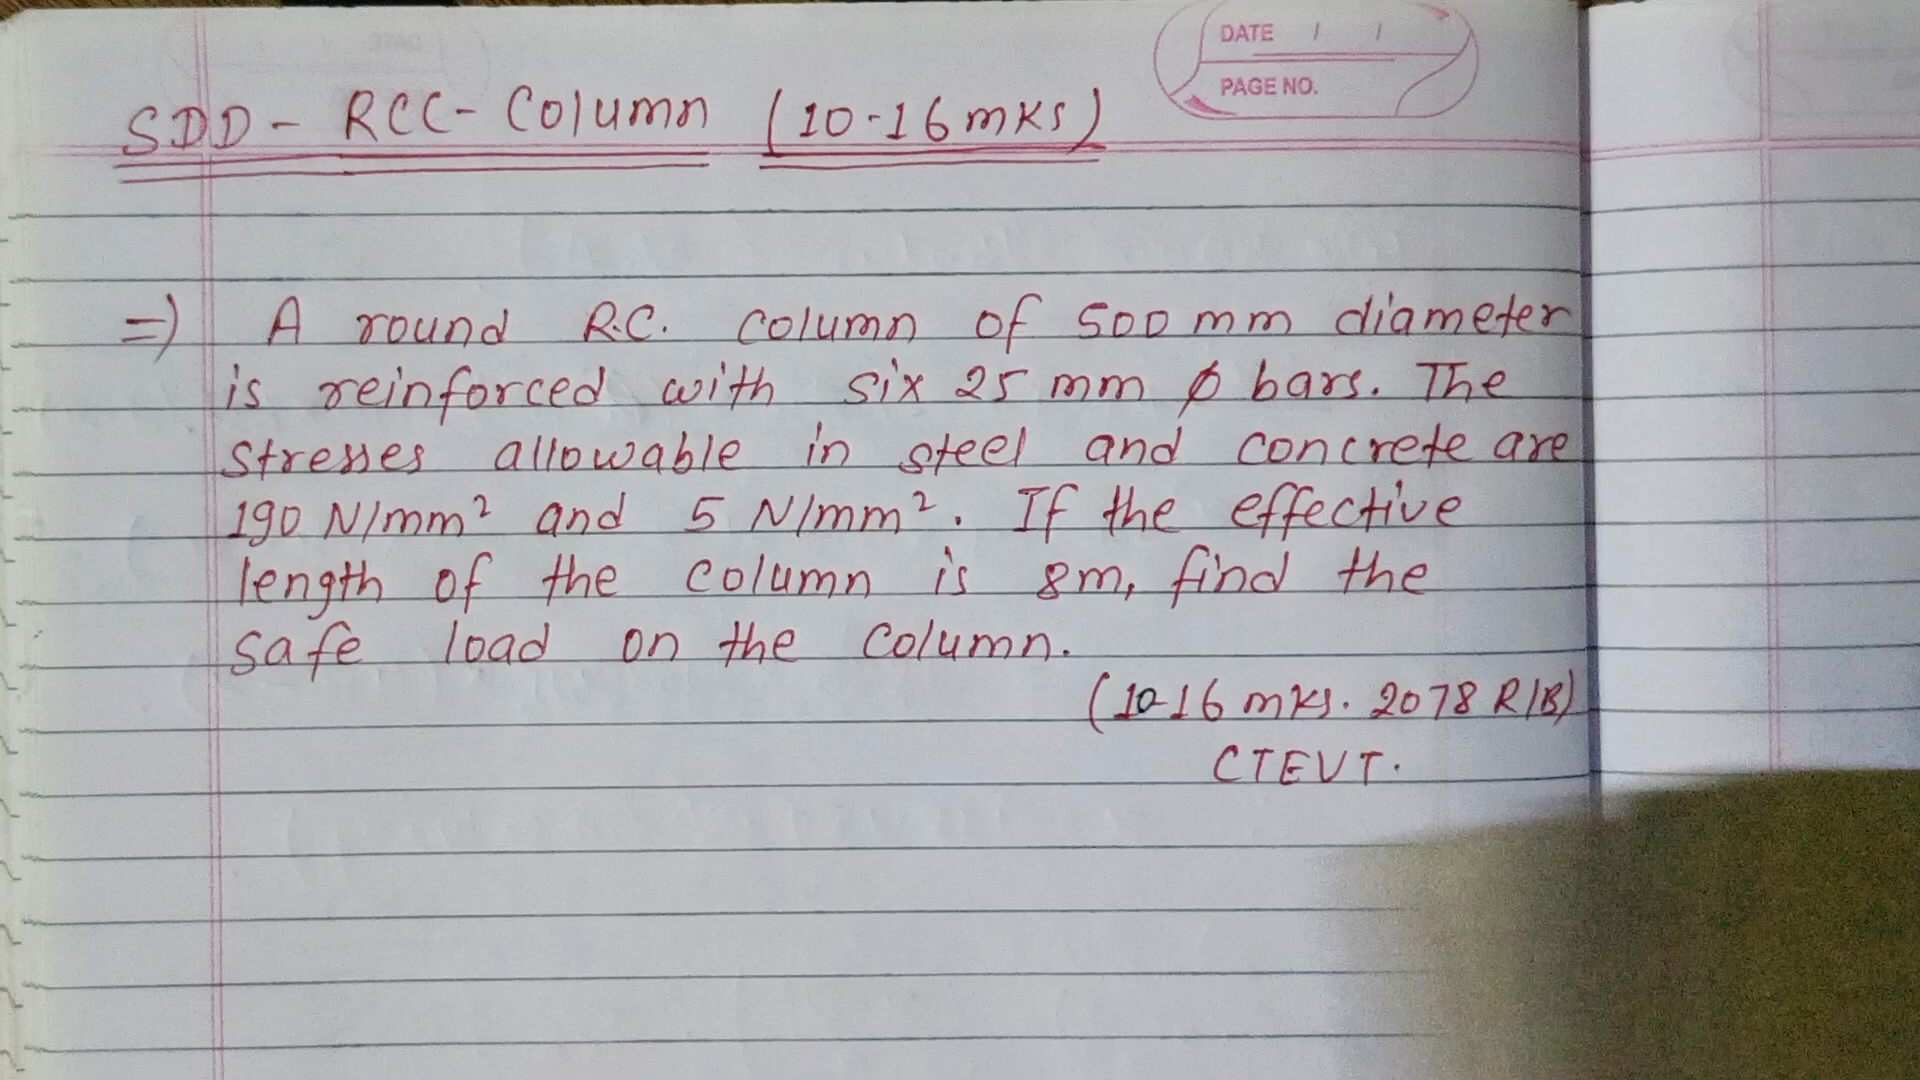 DATE / /
PAGE NO.
SDD - RCC - Column (10-16 mks)
=) A round R.C. column of 500 mm diameter
is reinforced with six 25 mm φ bars. The
stresses allowable in steel and concrete are
190 N/mm² and 5 N/mm². If the effective
length of the column is 8m, find the
safe load on the column.
(10-16 mks. 2078 R/B)
CTEVT.